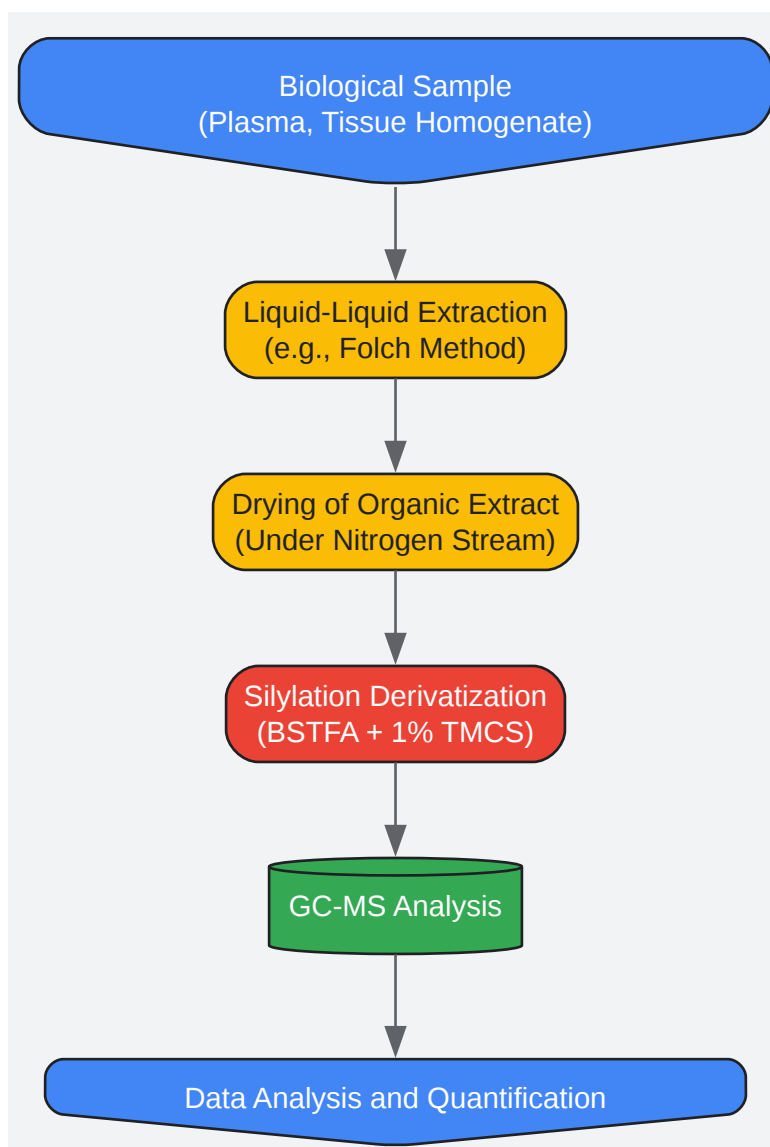 Biological Sample
(Plasma, Tissue Homogenate)
Liquid-Liquid Extraction
(e.g., Folch Method)
Drying of Organic Extract
(Under Nitrogen Stream)
Silylation Derivatization
(BSTFA + 1% TMCS)
GC-MS Analysis
Data Analysis and Quantification